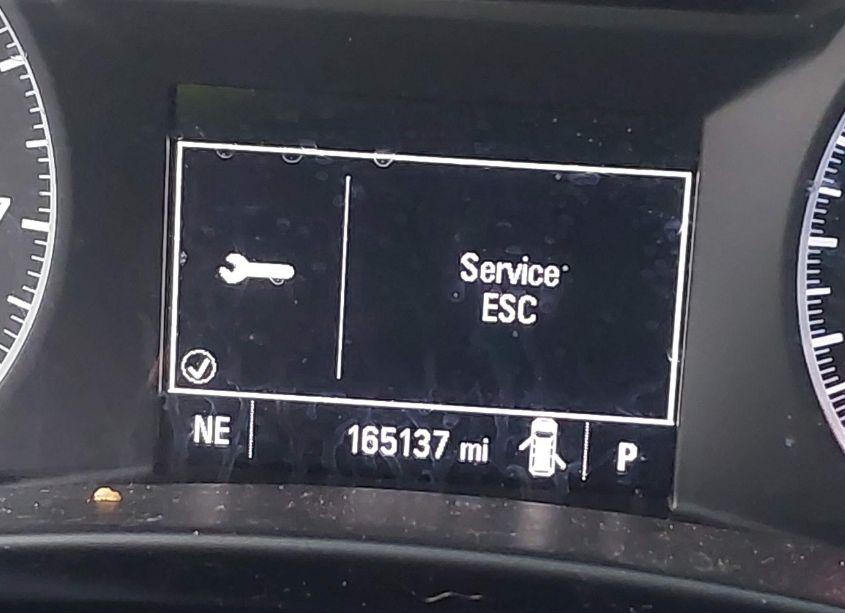 Service
ESC
NE
165137 mi
P